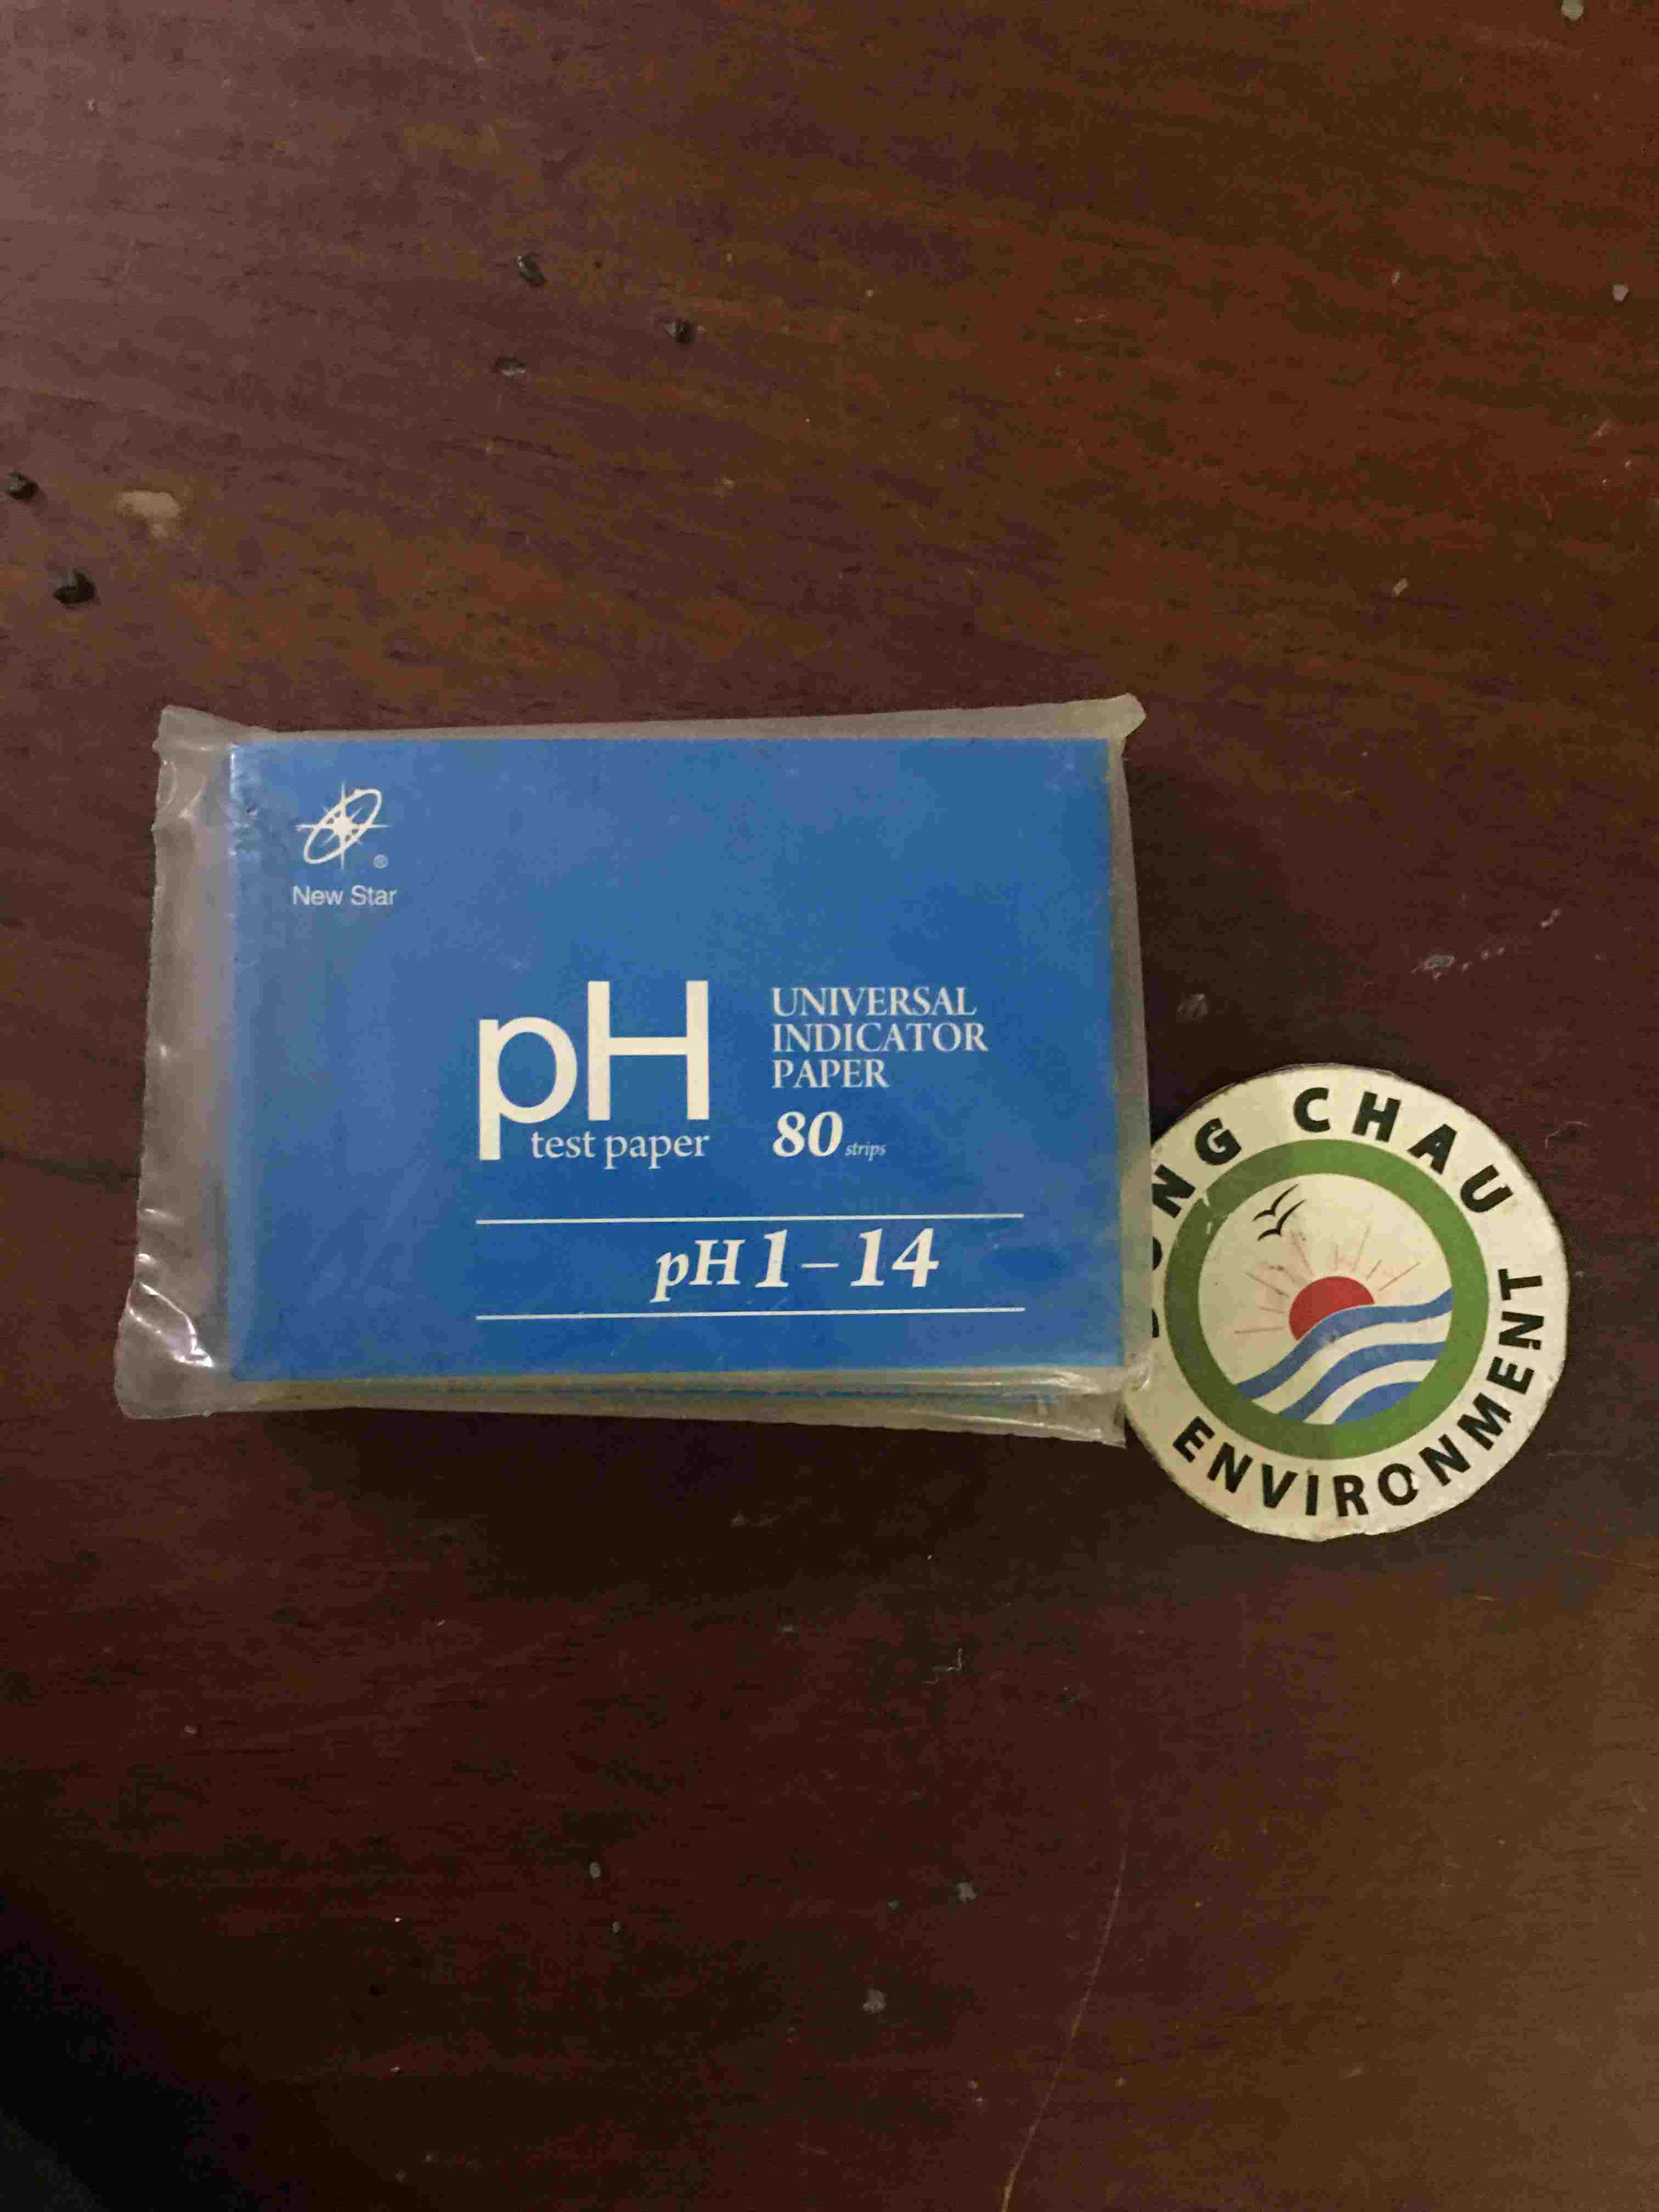 ®
New Star
pH
test paper
UNIVERSAL
INDICATOR
PAPER
80 strips
pH 1–14
CHAU
ENVIRONMENT